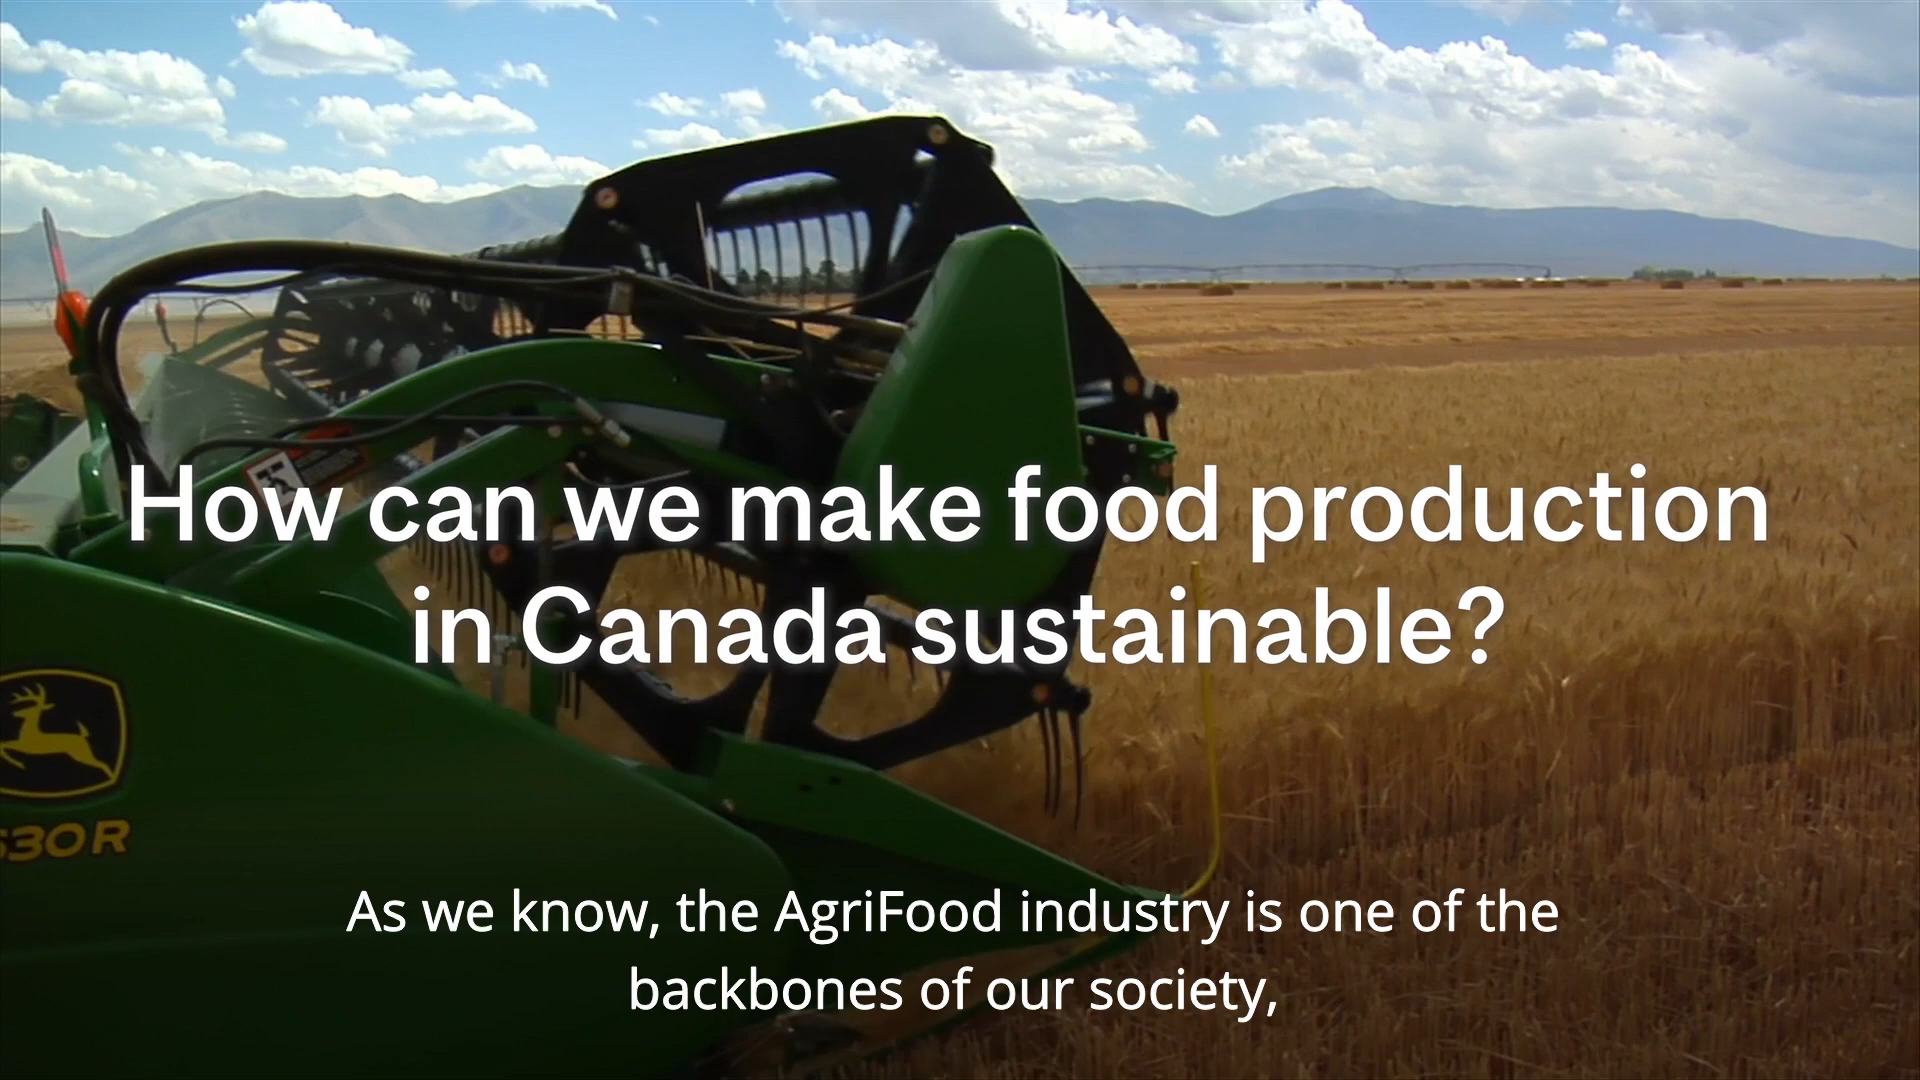 How can we make food production
in Canada sustainable?
630R
As we know, the AgriFood industry is one of the
backbones of our society,